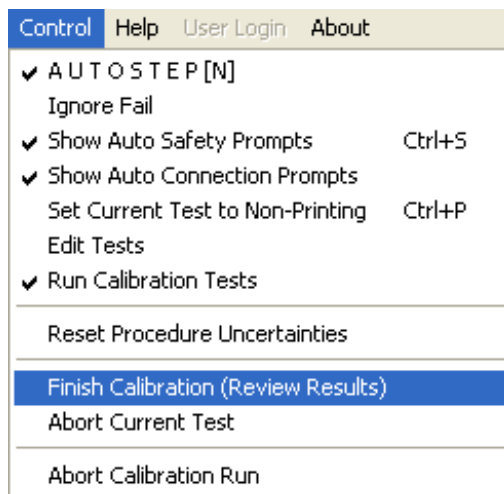 Control Help User Login About
A U T O S T E P [N]
Ignore Fail
Show Auto Safety Prompts Ctrl+S
Show Auto Connection Prompts
Set Current Test to Non-Printing Ctrl+P
Edit Tests
Run Calibration Tests
Reset Procedure Uncertainties
Finish Calibration (Review Results)
Abort Current Test
Abort Calibration Run